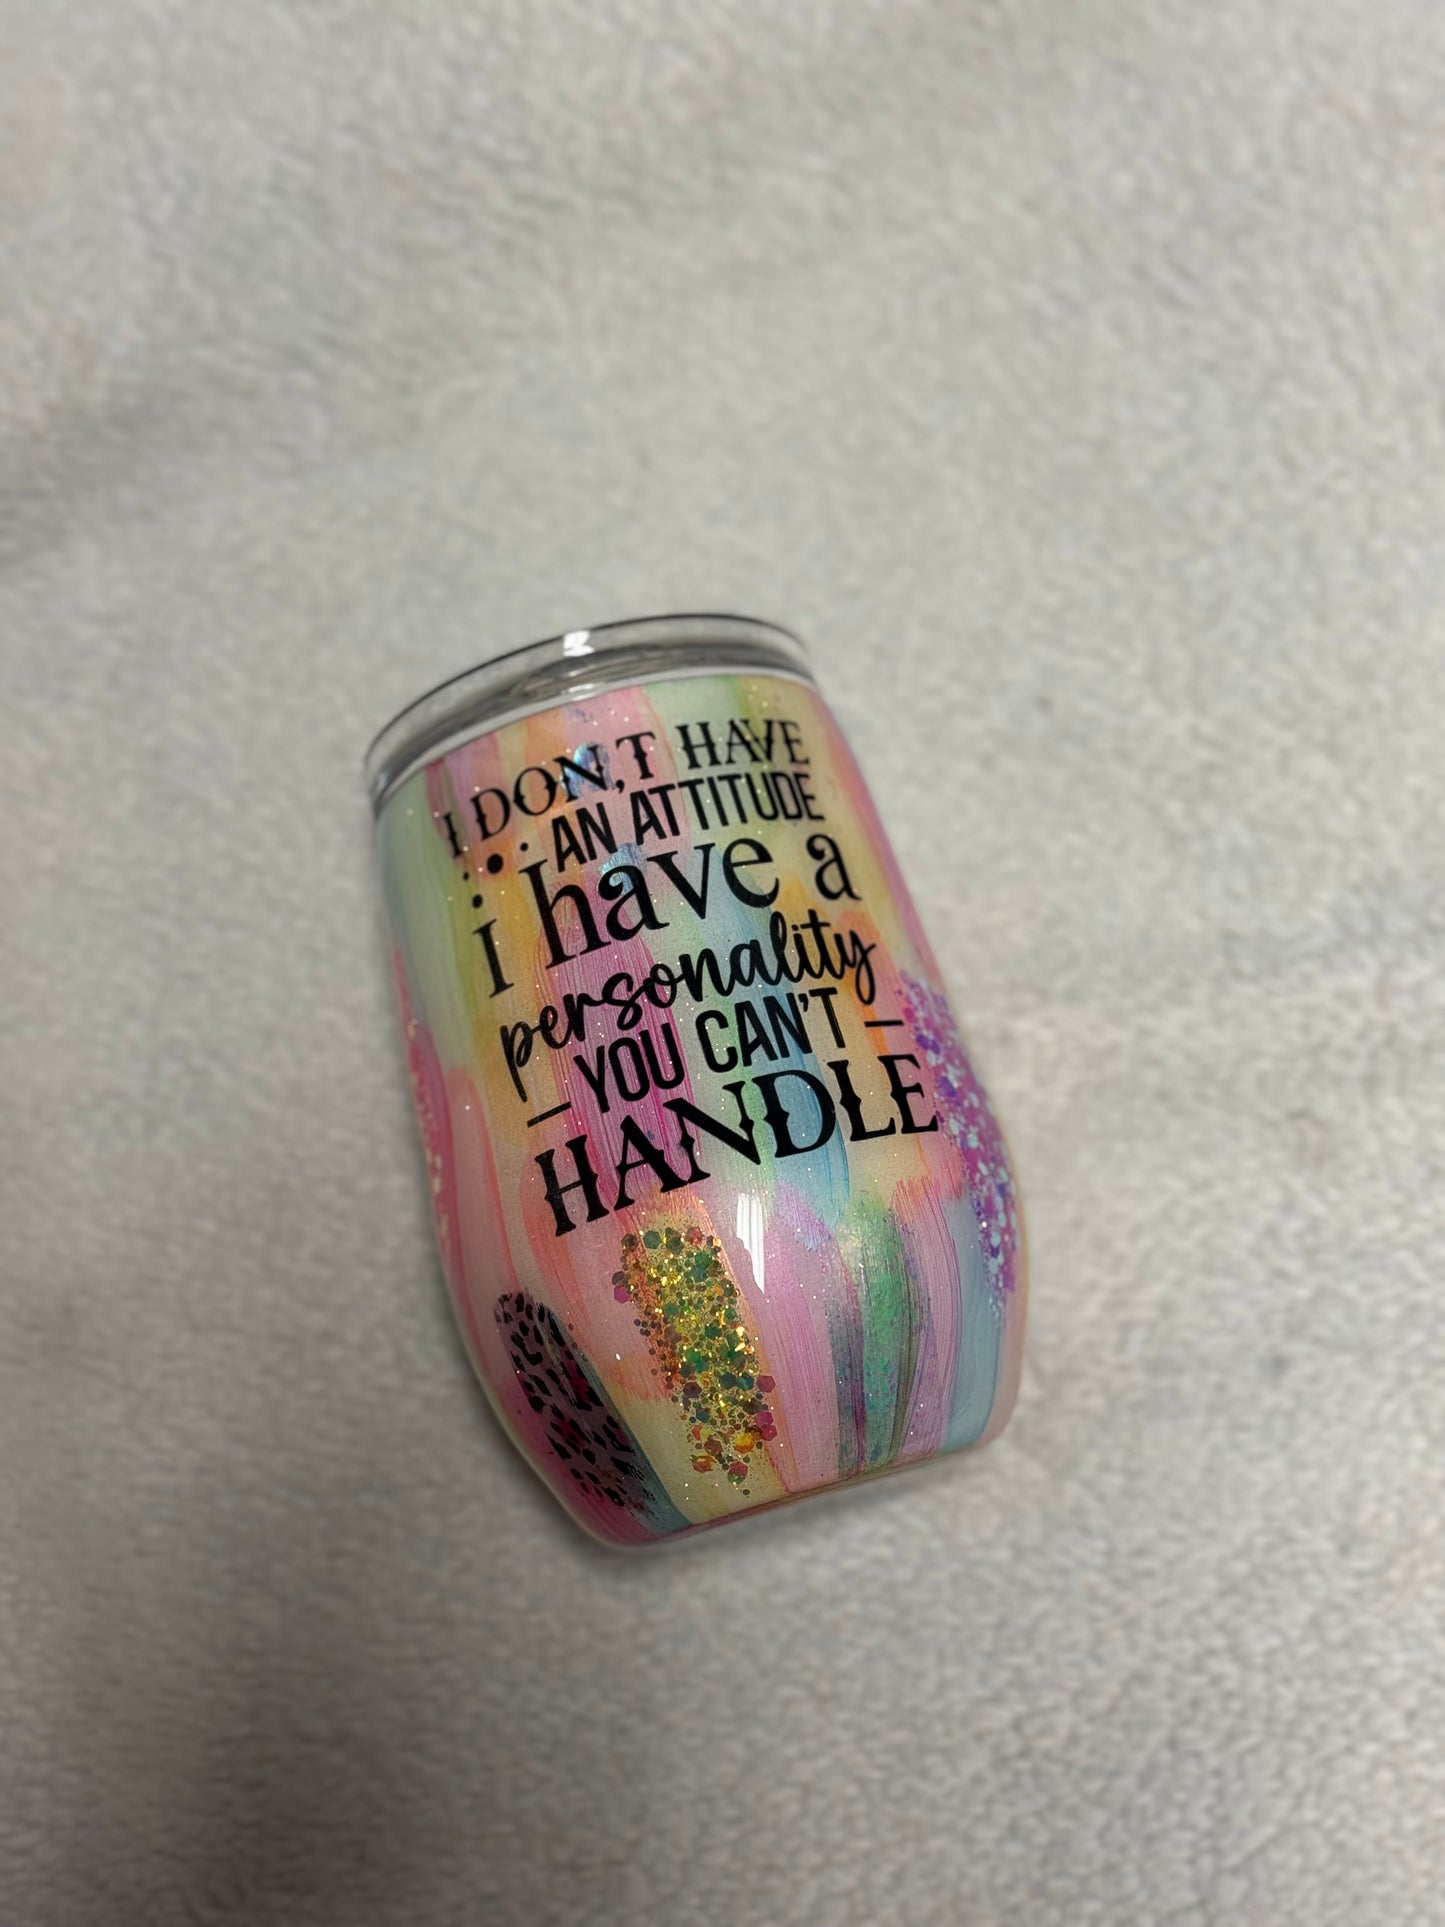 I DON,T HAVE
AN ATTITUDE
i have a
personality
YOU CAN'T
HANDLE